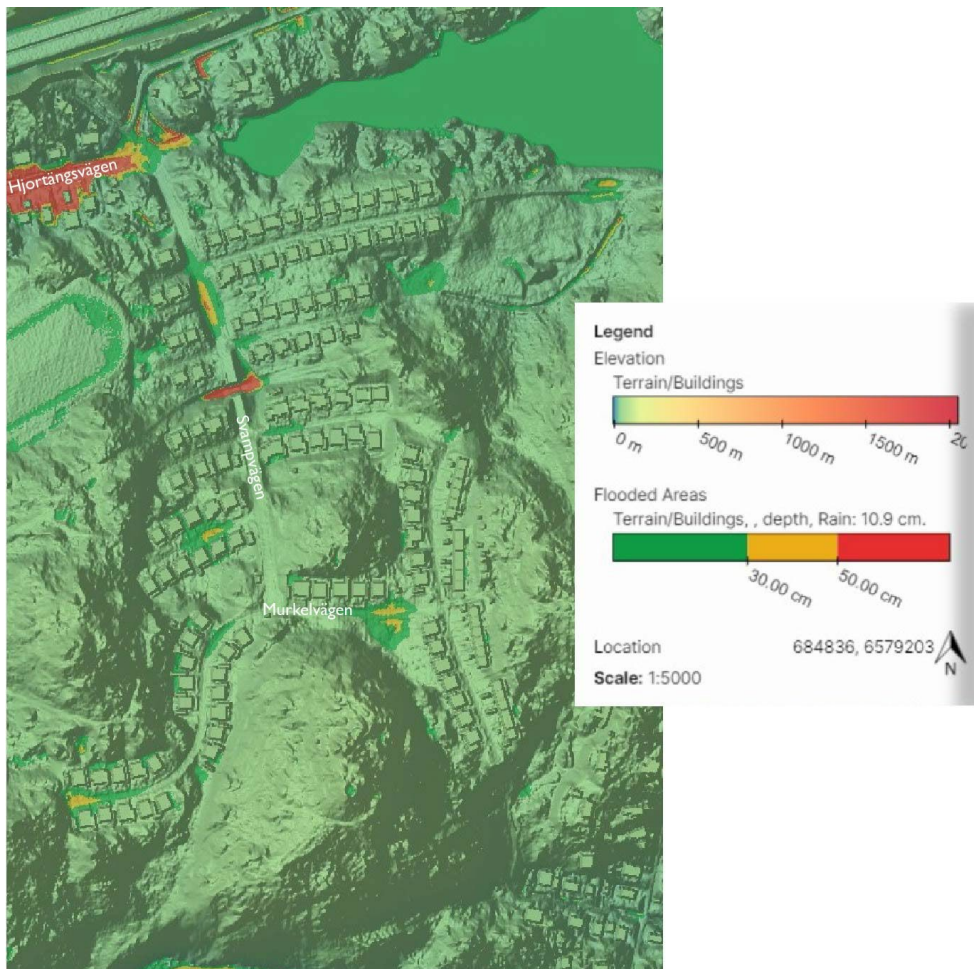 Hjortängsvägen
Svampvägen
Murkelvägen
Legend
Elevation
Terrain/Buildings
0 m
500 m
1000 m
1500 m
Flooded Areas
Terrain/Buildings, , depth, Rain: 10.9 cm.
30.00 cm
50.00 cm
Location 684836, 6579203
N
Scale: 1:5000